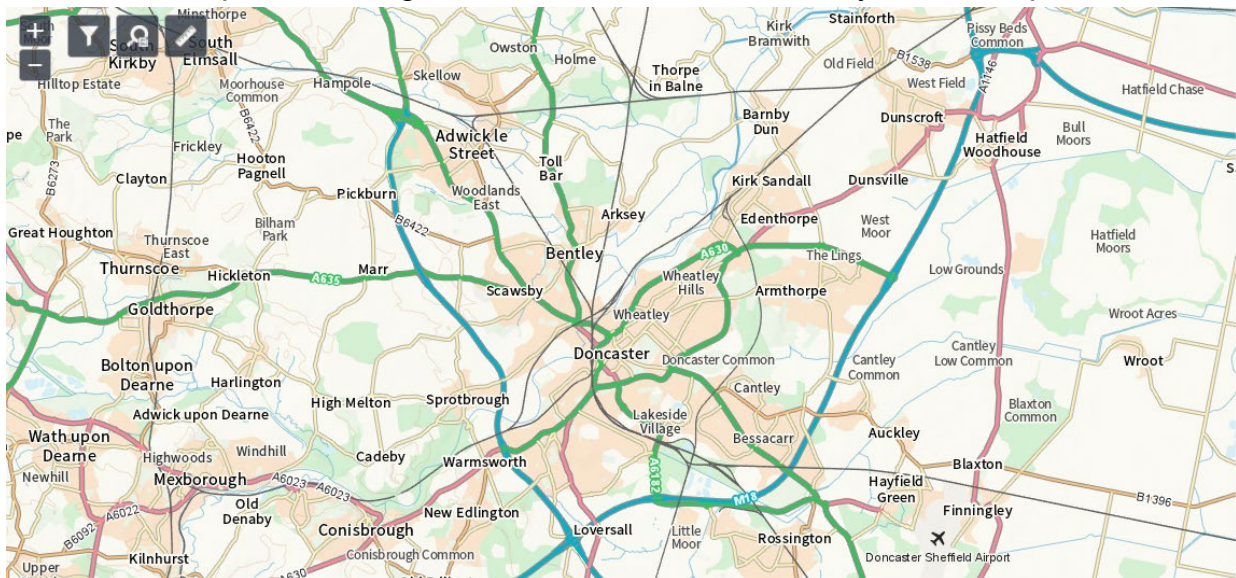 Minsthorpe
South
Elmsall
South
Kirkby
Hilltop Estate
Moorhouse
Common
Hampole
Skellow
Owston
Holme
Thorpe
in Balne
Kirk
Bramwith
Stainforth
Old Field
B1538
Pissy Beds
Common
A1146
West Field
Hatfield Chase
The
Park
Frickley
B6422
Hooton
Pagnell
Adwick le
Street
Toll
Bar
Barnby
Dun
Dunscroft
Hatfield
Woodhouse
Bull
Moors
B6273
Clayton
Pickburn
Woodlands
East
Kirk Sandall
Dunsville
Great Houghton
Thurnscoe
East
Bilham
Park
B6422
Arksey
Edenthorpe
West
Moor
Hatfield
Moors
Thurnscoe
Hickleton
A635
Marr
Bentley
A630
Wheatley
Hills
The Lings
Low Grounds
Goldthorpe
Scawsby
Wheatley
Armthorpe
Wroot Acres
Bolton upon
Dearne
Harlington
Doncaster
Doncaster Common
Cantley
Common
Cantley
Low Common
Wroot
Adwick upon Dearne
High Melton
Sprotbrough
Cantley
Blaxton
Common
Wath upon
Dearne
Highwoods
Windhill
Cadeby
Lakeside
Village
Bessacarr
Auckley
Newhill
Mexborough
A6023
A6023
Warmsworth
A6182
M18
Blaxton
Hayfield
Green
B1396
B6092
A6022
Old
Denaby
Conisbrough
New Edlington
Loversall
Little
Moor
Rossington
Finningley
Upper
Kilnhurst
A630
Conisbrough Common
Doncaster Sheffield Airport